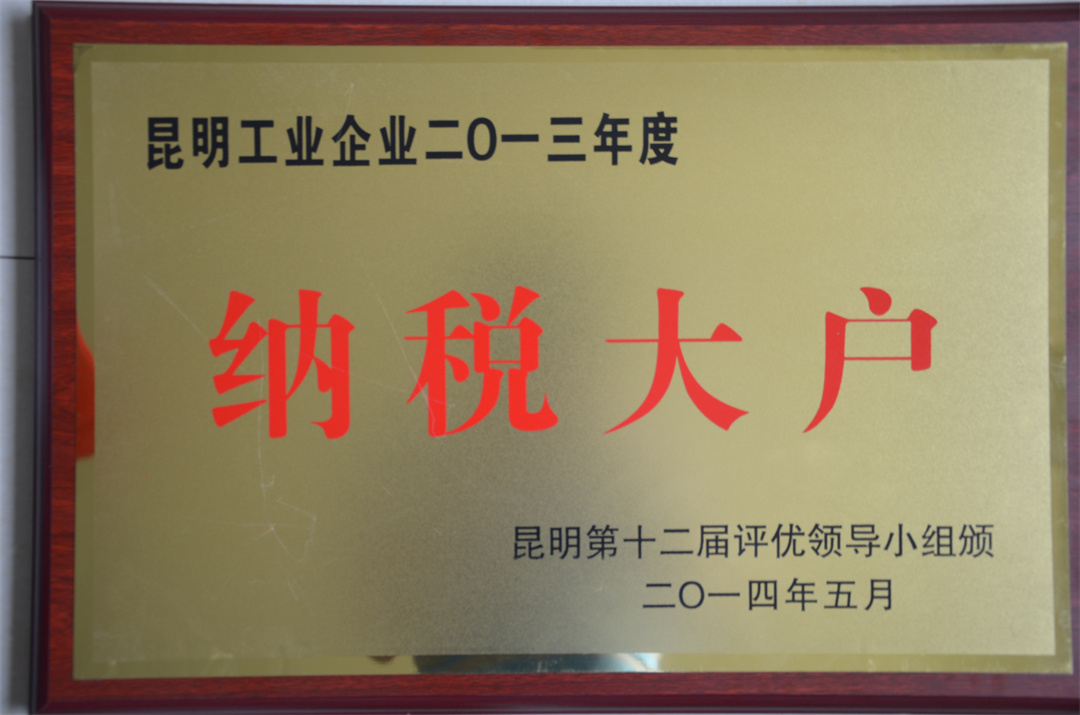 昆明工业企业二〇一三年度
纳税大户
昆明第十二届评优领导小组颁
二〇一四年五月